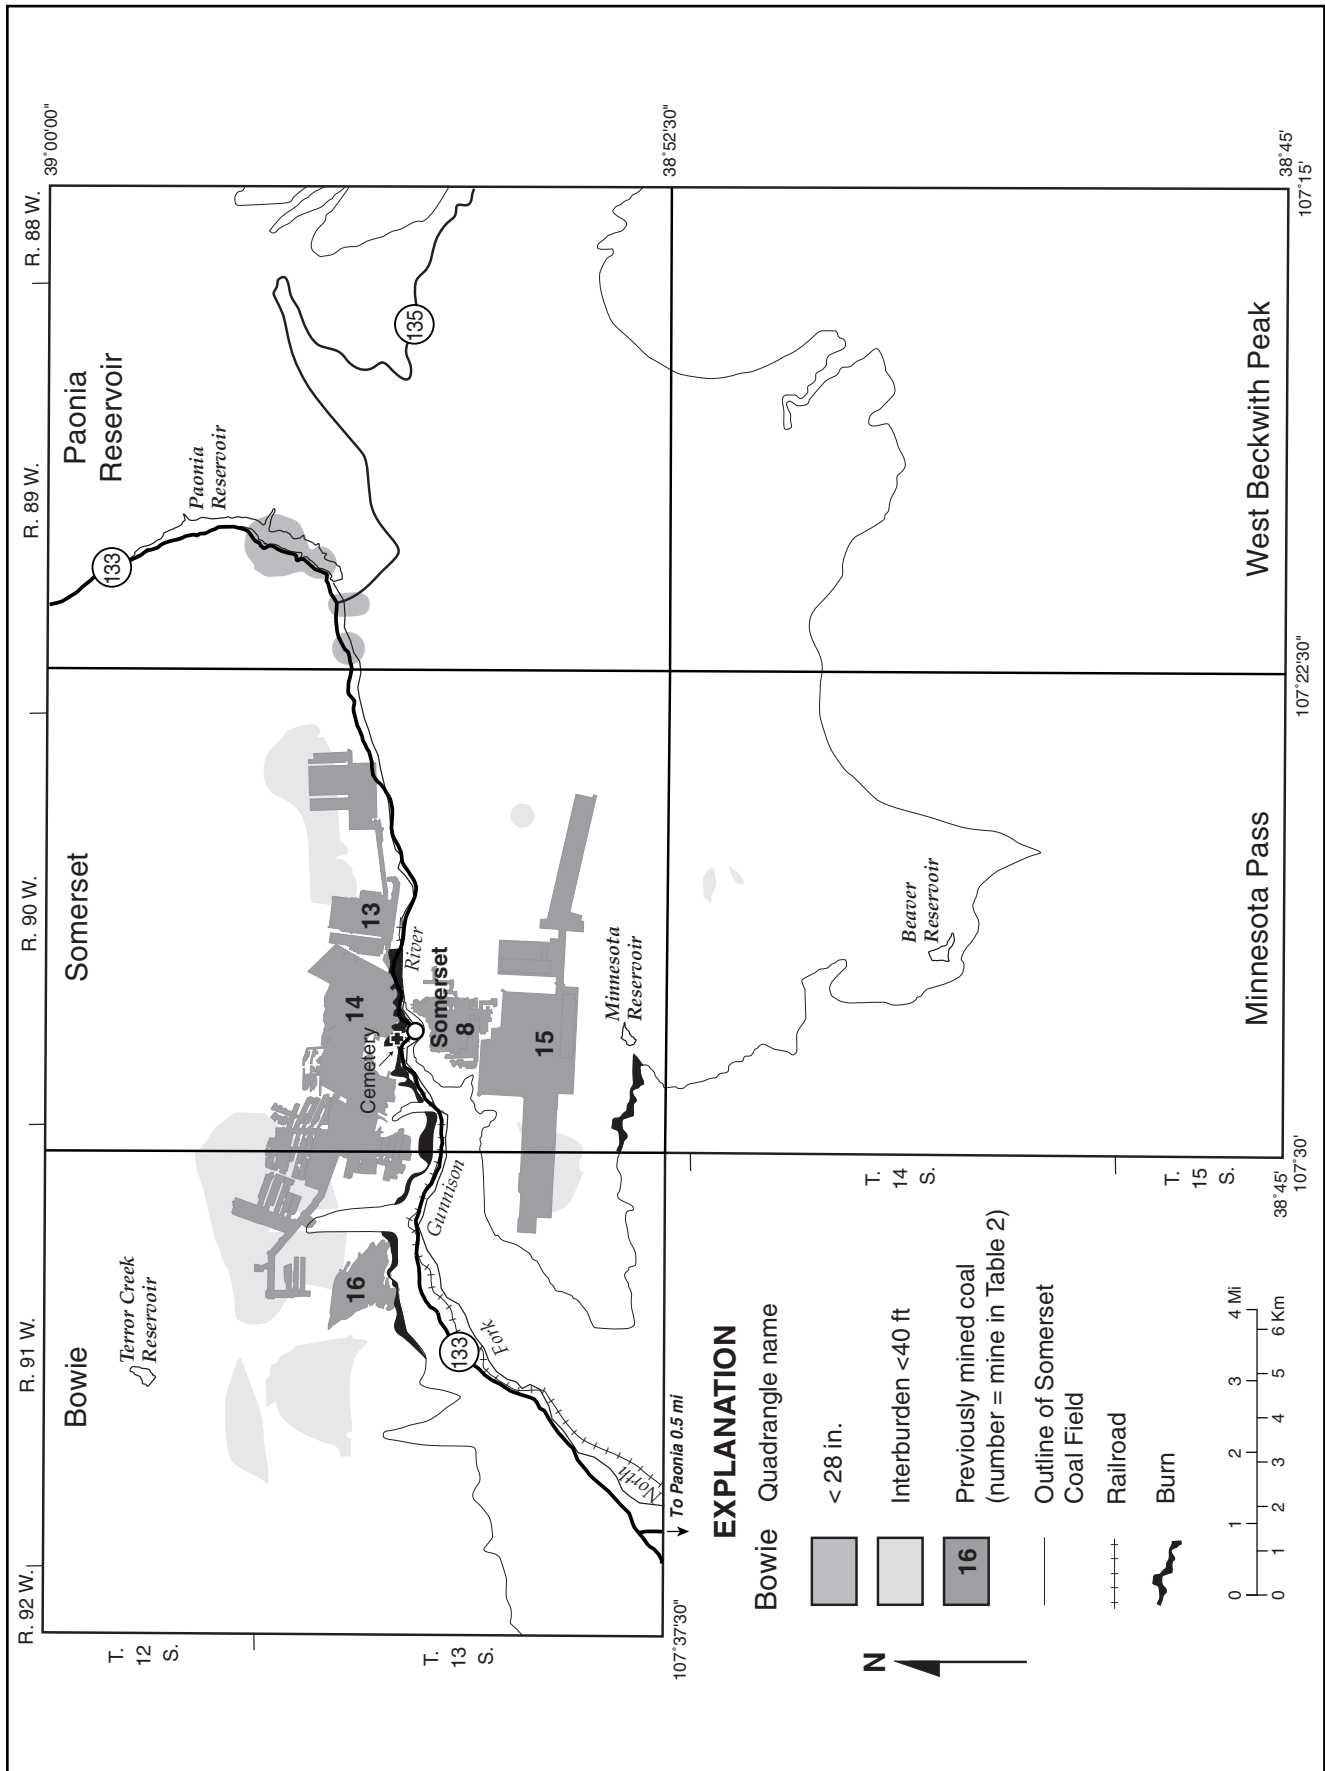 R. 92 W.
R. 91 W.
R. 90 W.
R. 89 W.
R. 88 W.
39°00'00"
T.
12
S.
T.
13
S.
Bowie
Somerset
Paonia
Reservoir
Terror Creek
Reservoir
Paonia
Reservoir
133
135
133
16
14
13
Cemetery
Somerset
8
15
River
Gunnison
Fork
North
Minnesota
Reservoir
38°52'30"
107°37'30"
To Paonia 0.5 mi
T.
14
S.
T.
15
S.
Beaver
Reservoir
Minnesota Pass
West Beckwith Peak
38°45'
107°30'
107°22'30"
38°45'
107°15'
N
EXPLANATION
Bowie Quadrangle name
< 28 in.
Interburden <40 ft
16 Previously mined coal
(number = mine in Table 2)
Outline of Somerset
Coal Field
Railroad
Burn
0 1 2 3 4 Mi
0 1 2 3 4 5 6 Km